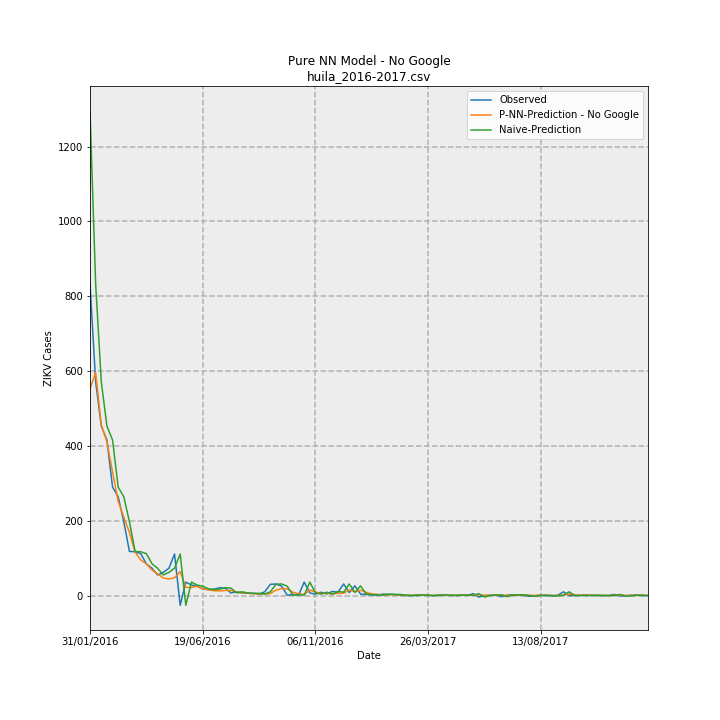 Pure NN Model - No Google
huila_2016-2017.csv
Observed
P-NN-Prediction - No Google
Naive-Prediction
ZIKV Cases
1200
1000
800
600
400
200
0
31/01/2016
19/06/2016
06/11/2016
26/03/2017
13/08/2017
Date